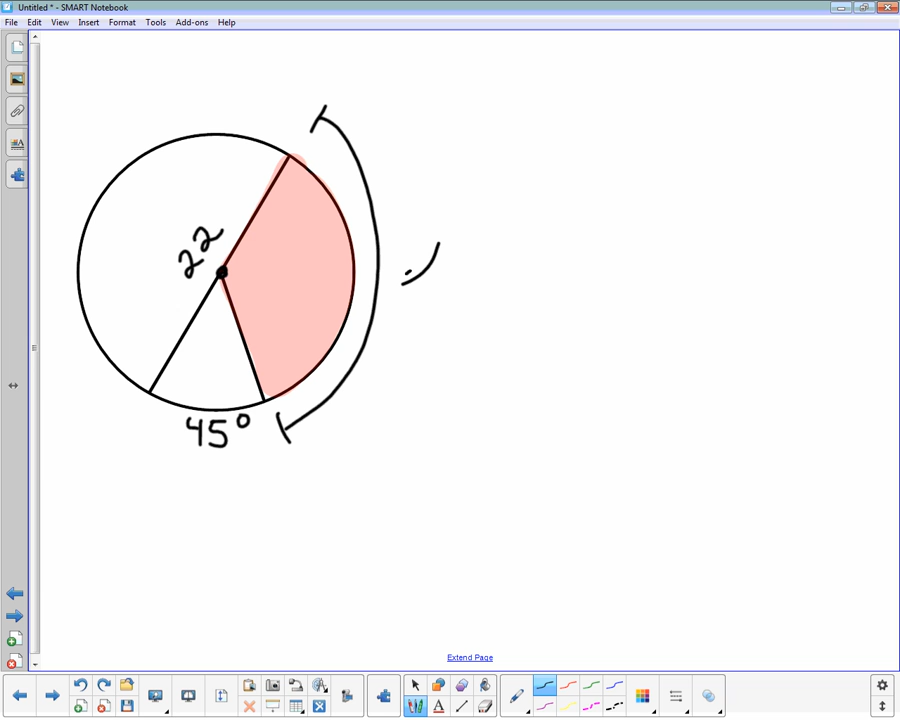 Untitled * - SMART Notebook
File Edit View Insert Format Tools Add-ons Help
22
45°
Extend Page
A